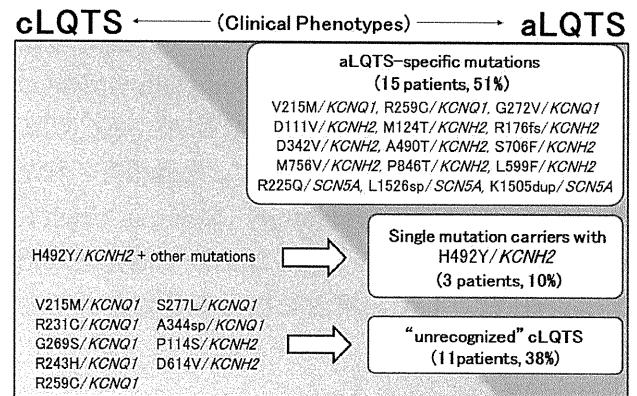 cLQTS (Clinical Phenotypes) aLQTS
aLQTS-specific mutations
(15 patients, 51%)
V215M/KCNQ1, R259C/KCNQ1, G272V/KCNQ1
D111V/KCNH2, M124T/KCNH2, R176fs/KCNH2
D342V/KCNH2, A490T/KCNH2, S706F/KCNH2
M756V/KCNH2, P846T/KCNH2, L599F/KCNH2
R225Q/SCN5A, L1526sp/SCN5A, K1505dup/SCN5A
H492Y/KCNH2 + other mutations
Single mutation carriers with
H492Y/KCNH2
(3 patients, 10%)
V215M/KCNQ1 S277L/KCNQ1
R231C/KCNQ1 A344sp/KCNQ1
G269S/KCNQ1 P114S/KCNH2
R243H/KCNQ1 D614V/KCNH2
R259C/KCNQ1
"unrecognized" cLQTS
(11patients, 38%)